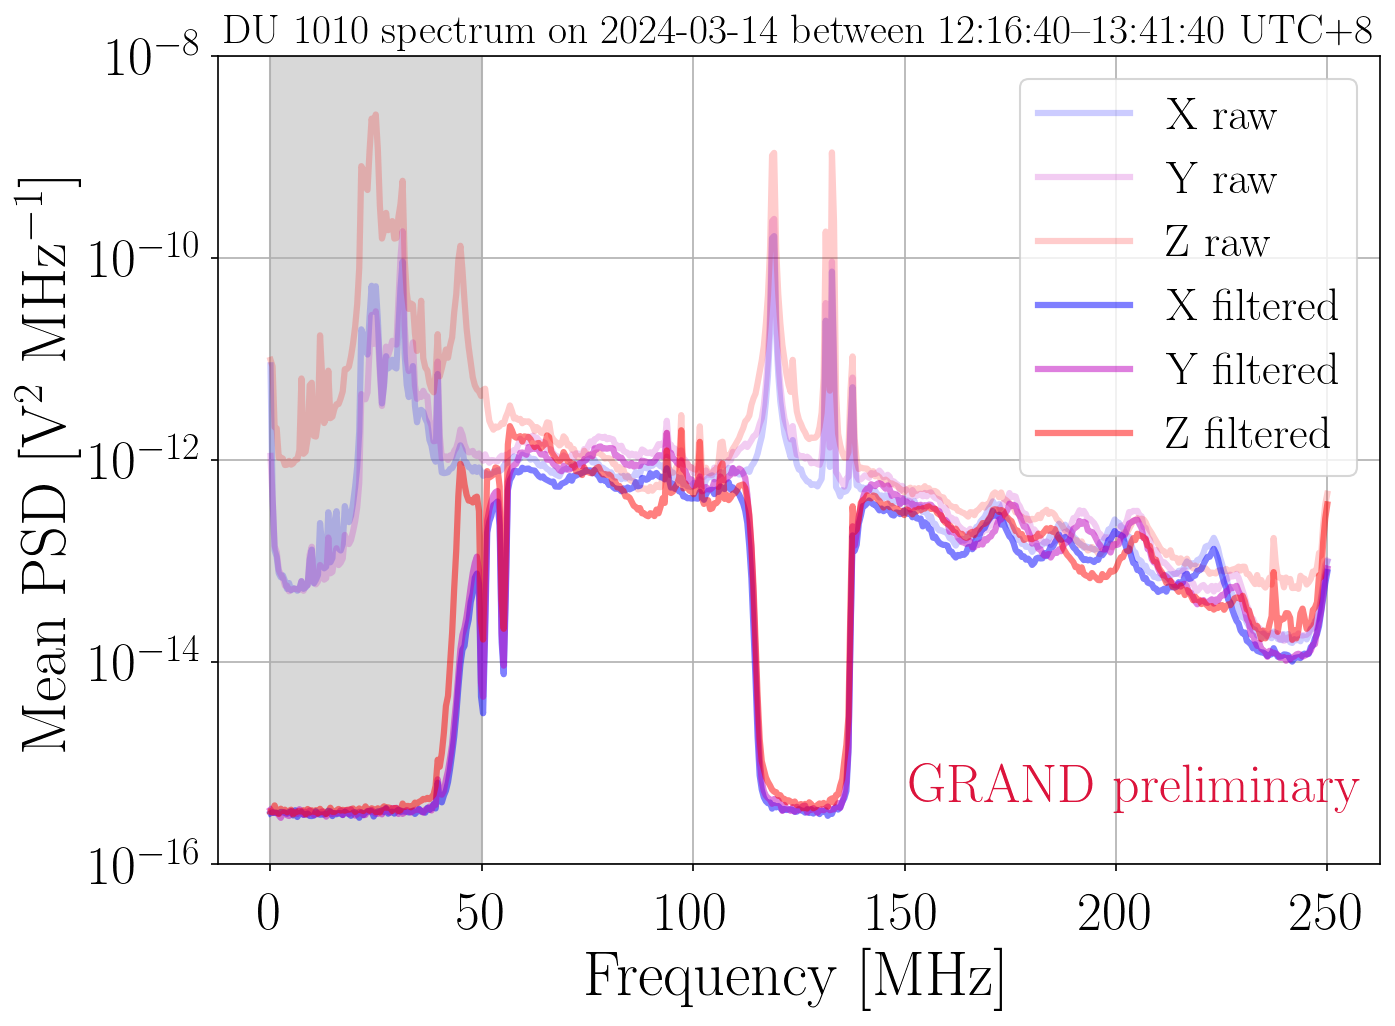 DU 1010 spectrum on 2024-03-14 between 12:16:40–13:41:40 UTC+8
Mean PSD [V² MHz⁻¹]
10⁻⁸
10⁻¹⁰
10⁻¹²
10⁻¹⁴
10⁻¹⁶
X raw
Y raw
Z raw
X filtered
Y filtered
Z filtered
GRAND preliminary
0 50 100 150 200 250
Frequency [MHz]